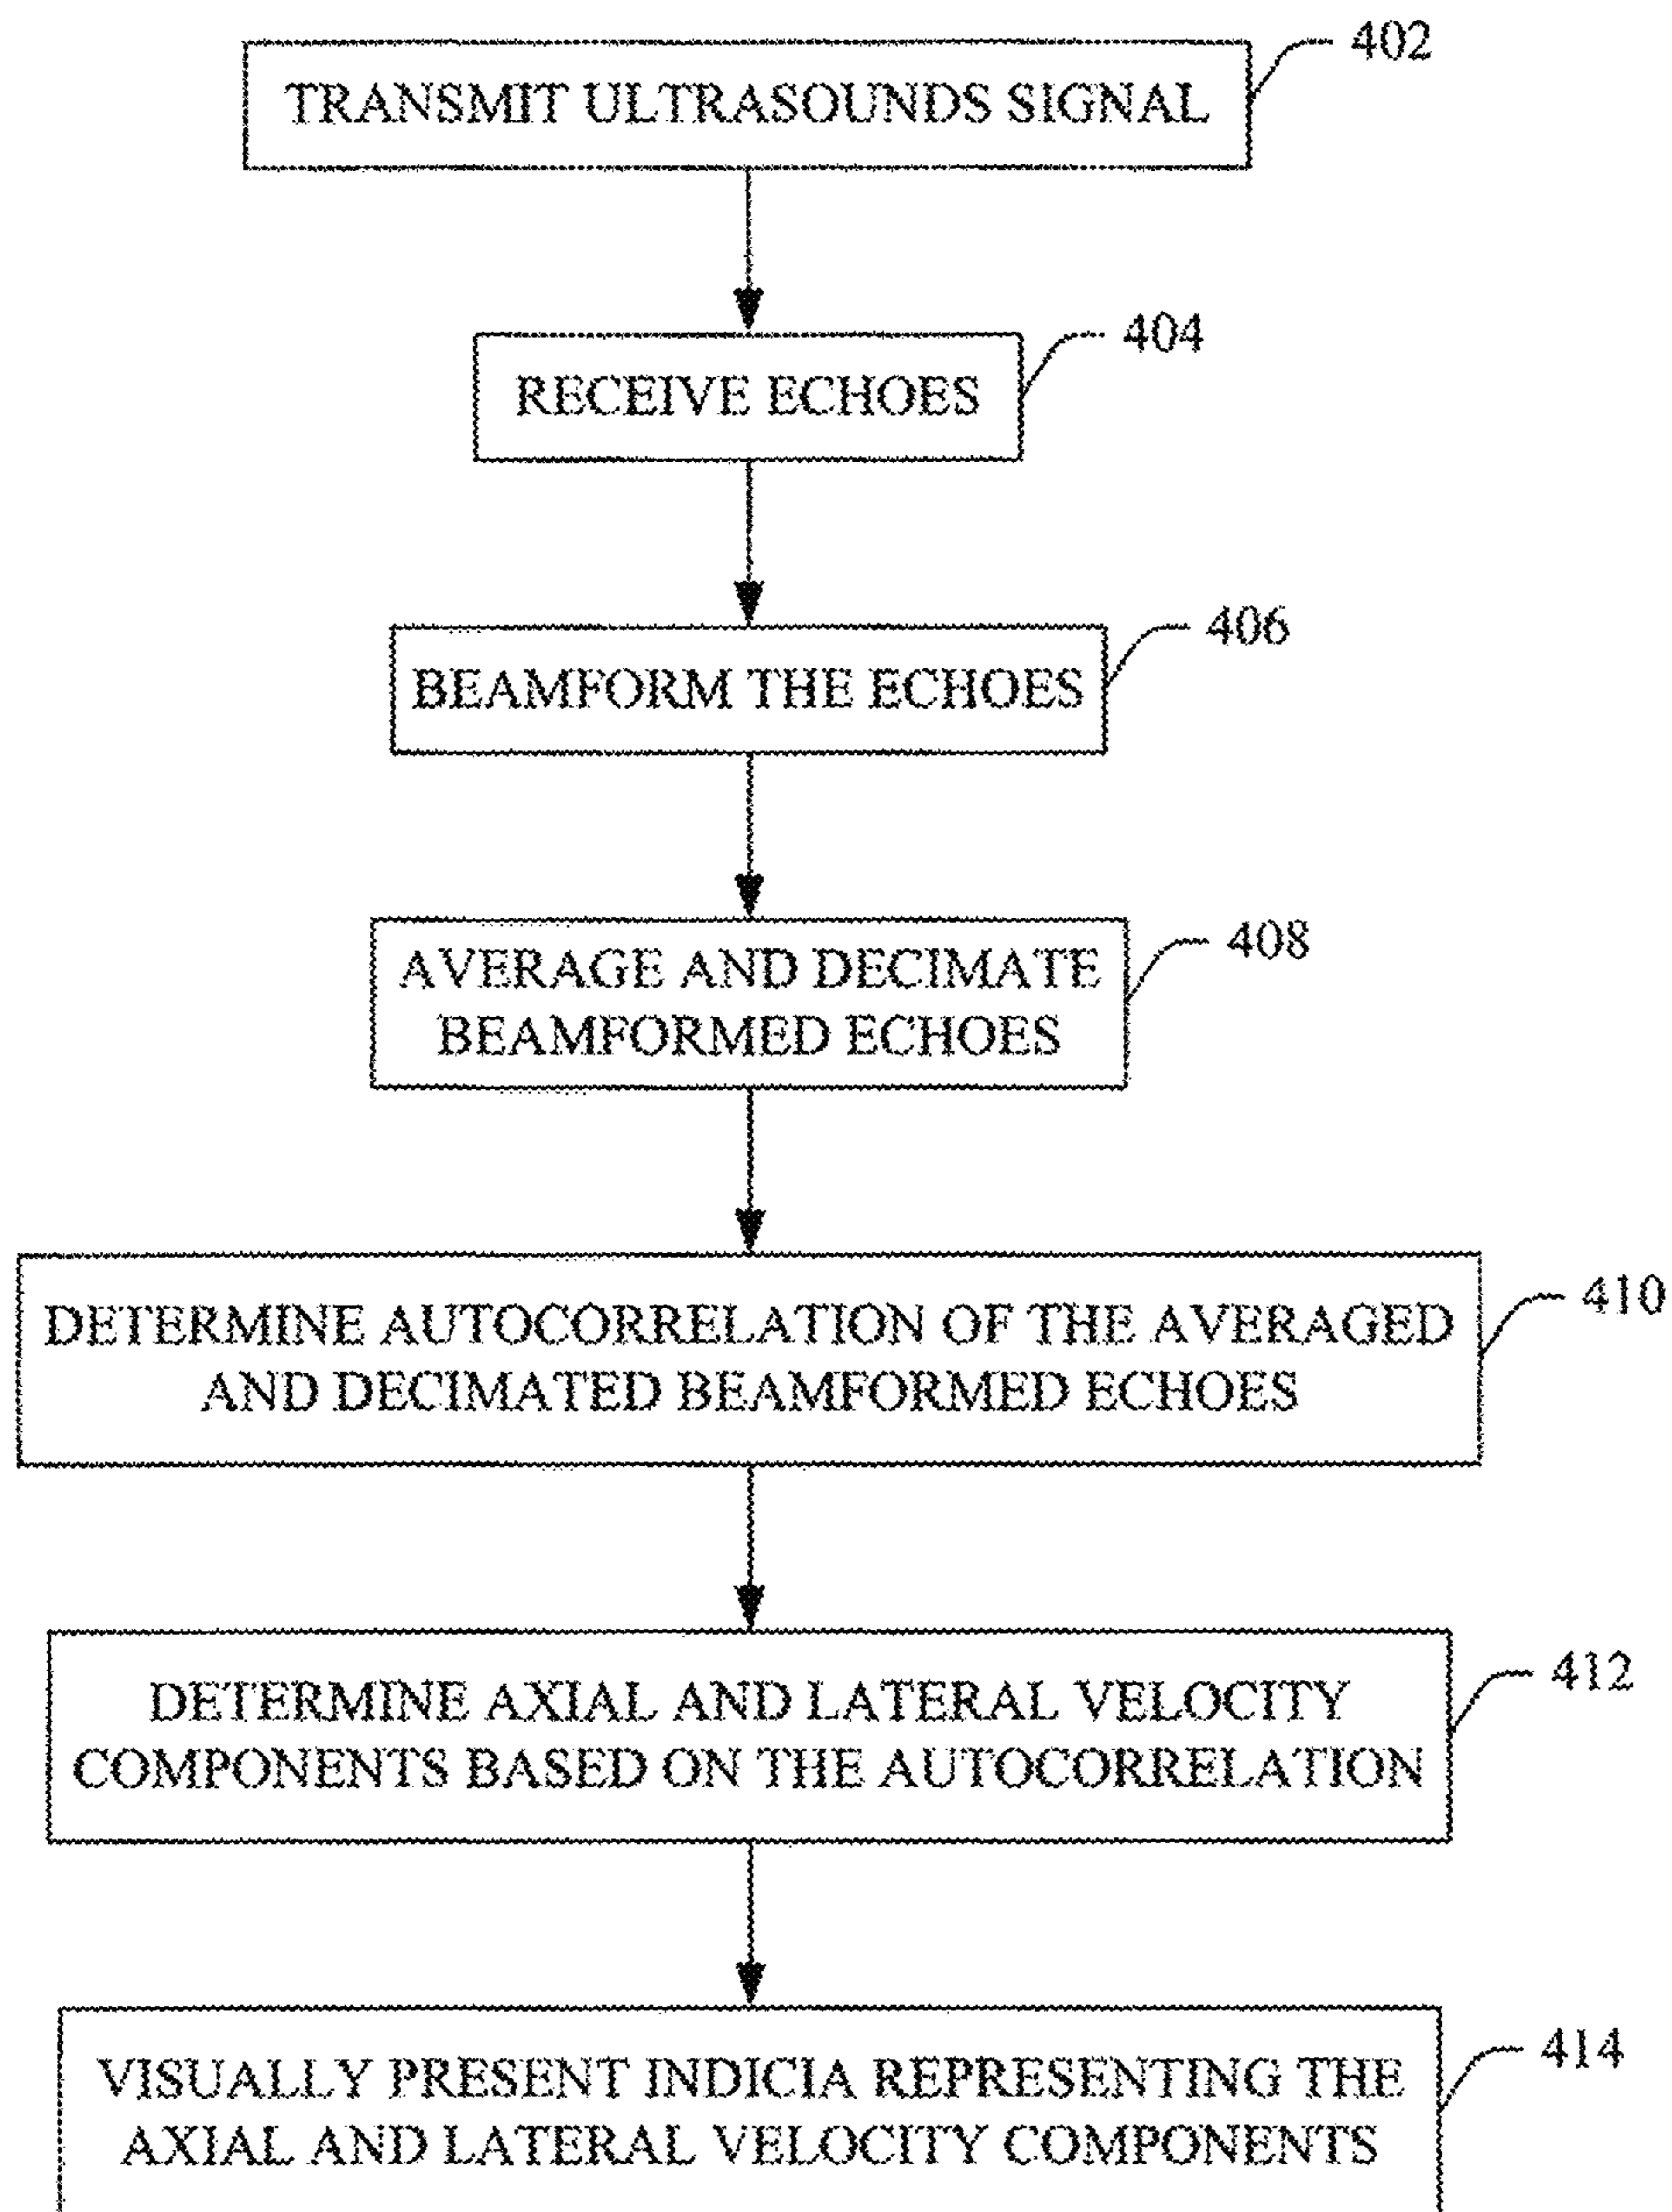 402
TRANSMIT ULTRASOUNDS SIGNAL
404
RECEIVE ECHOES
406
BEAMFORM THE ECHOES
408
AVERAGE AND DECIMATE
BEAMFORMED ECHOES
410
DETERMINE AUTOCORRELATION OF THE AVERAGED
AND DECIMATED BEAMFORMED ECHOES
412
DETERMINE AXIAL AND LATERAL VELOCITY
COMPONENTS BASED ON THE AUTOCORRELATION
414
VISUALLY PRESENT INDICIA REPRESENTING THE
AXIAL AND LATERAL VELOCITY COMPONENTS